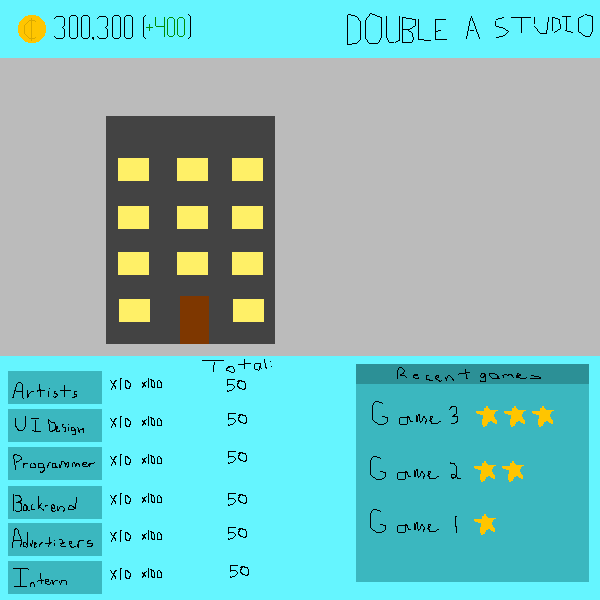 300,300 (+400)
DOUBLE A STUDIO
Total:
Artists x10 x100 50
UI Design x10 x100 50
Programmer x10 x100 50
Back-end x10 x100 50
Advertizers x10 x100 50
Intern x10 x100 50
Recent games
Game 3
Game 2
Game 1